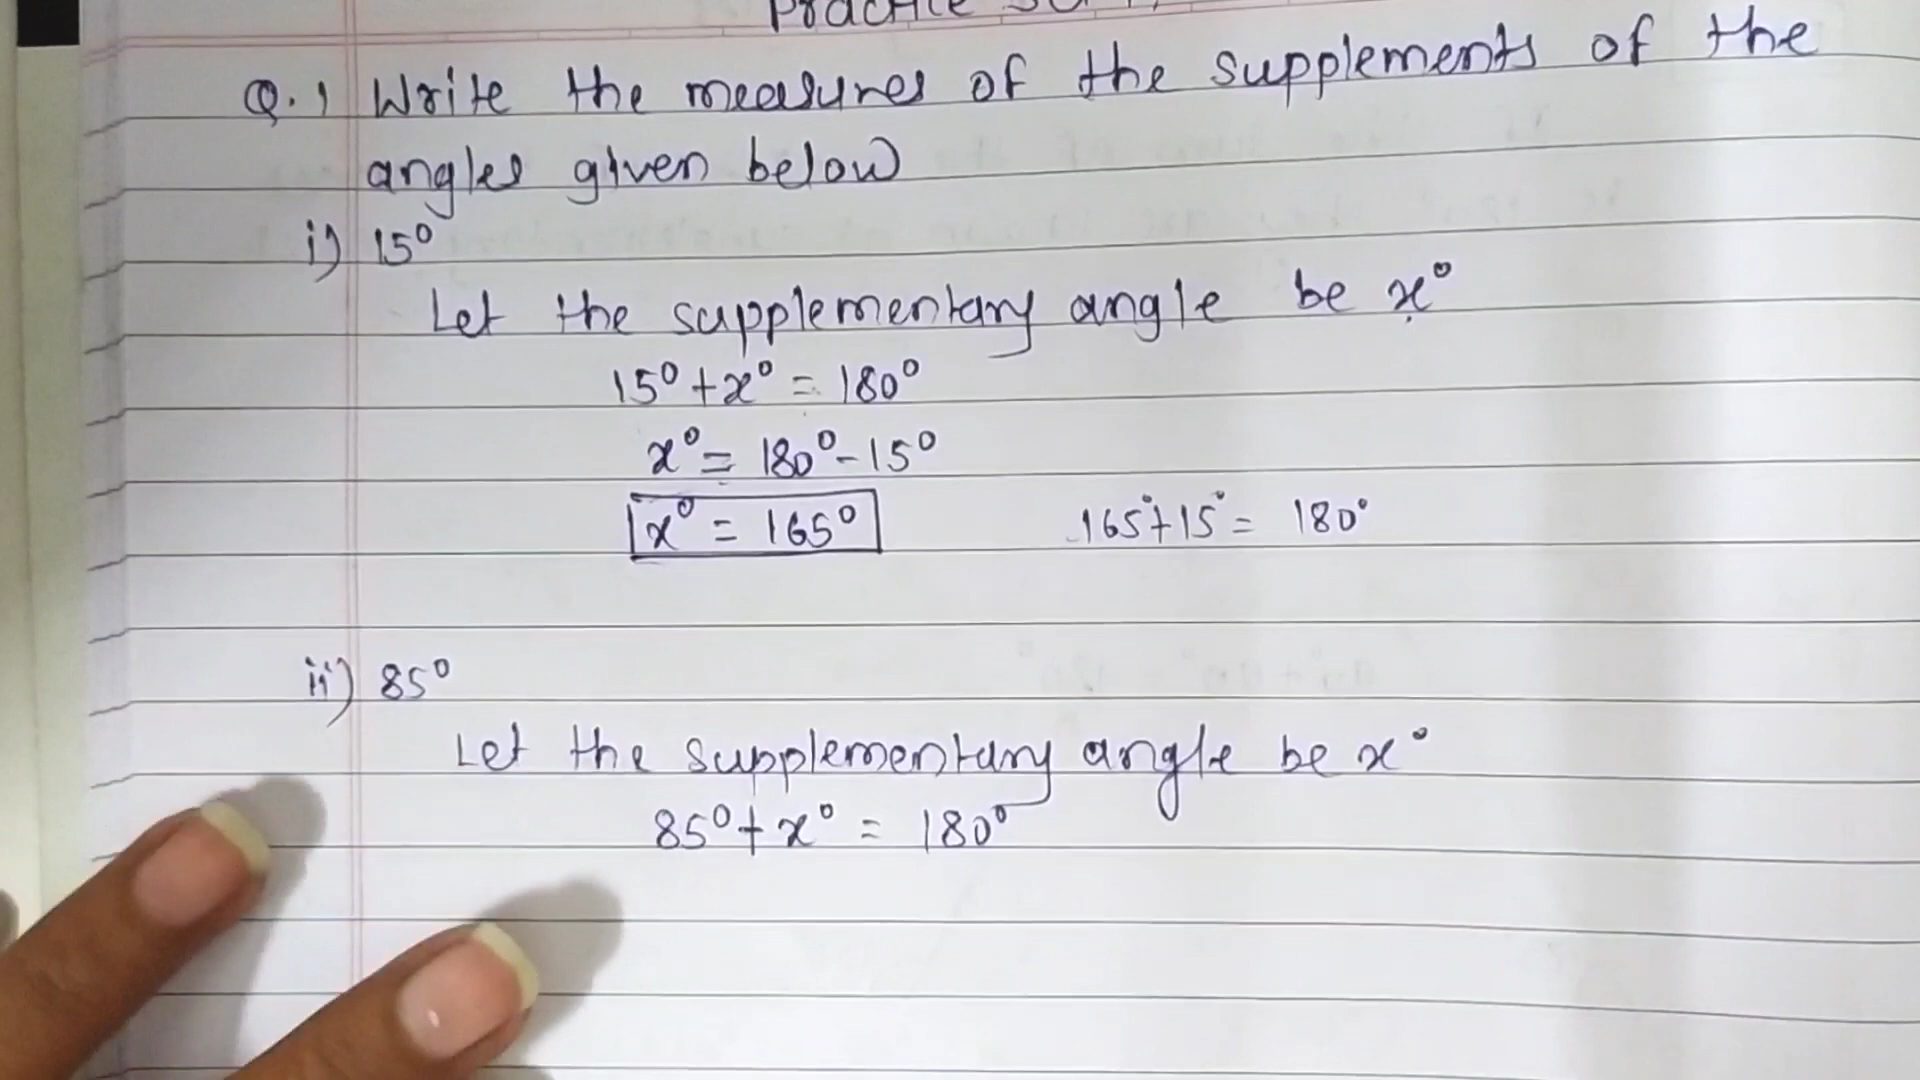 Practice
Q.1 Write the measures of the supplements of the
angles given below
i) 15°
Let the supplementary angle be x°
15° + x° = 180°
x° = 180° - 15°
x° = 165° 165° + 15° = 180°
ii) 85°
Let the supplementary angle be x°
85° + x° = 180°